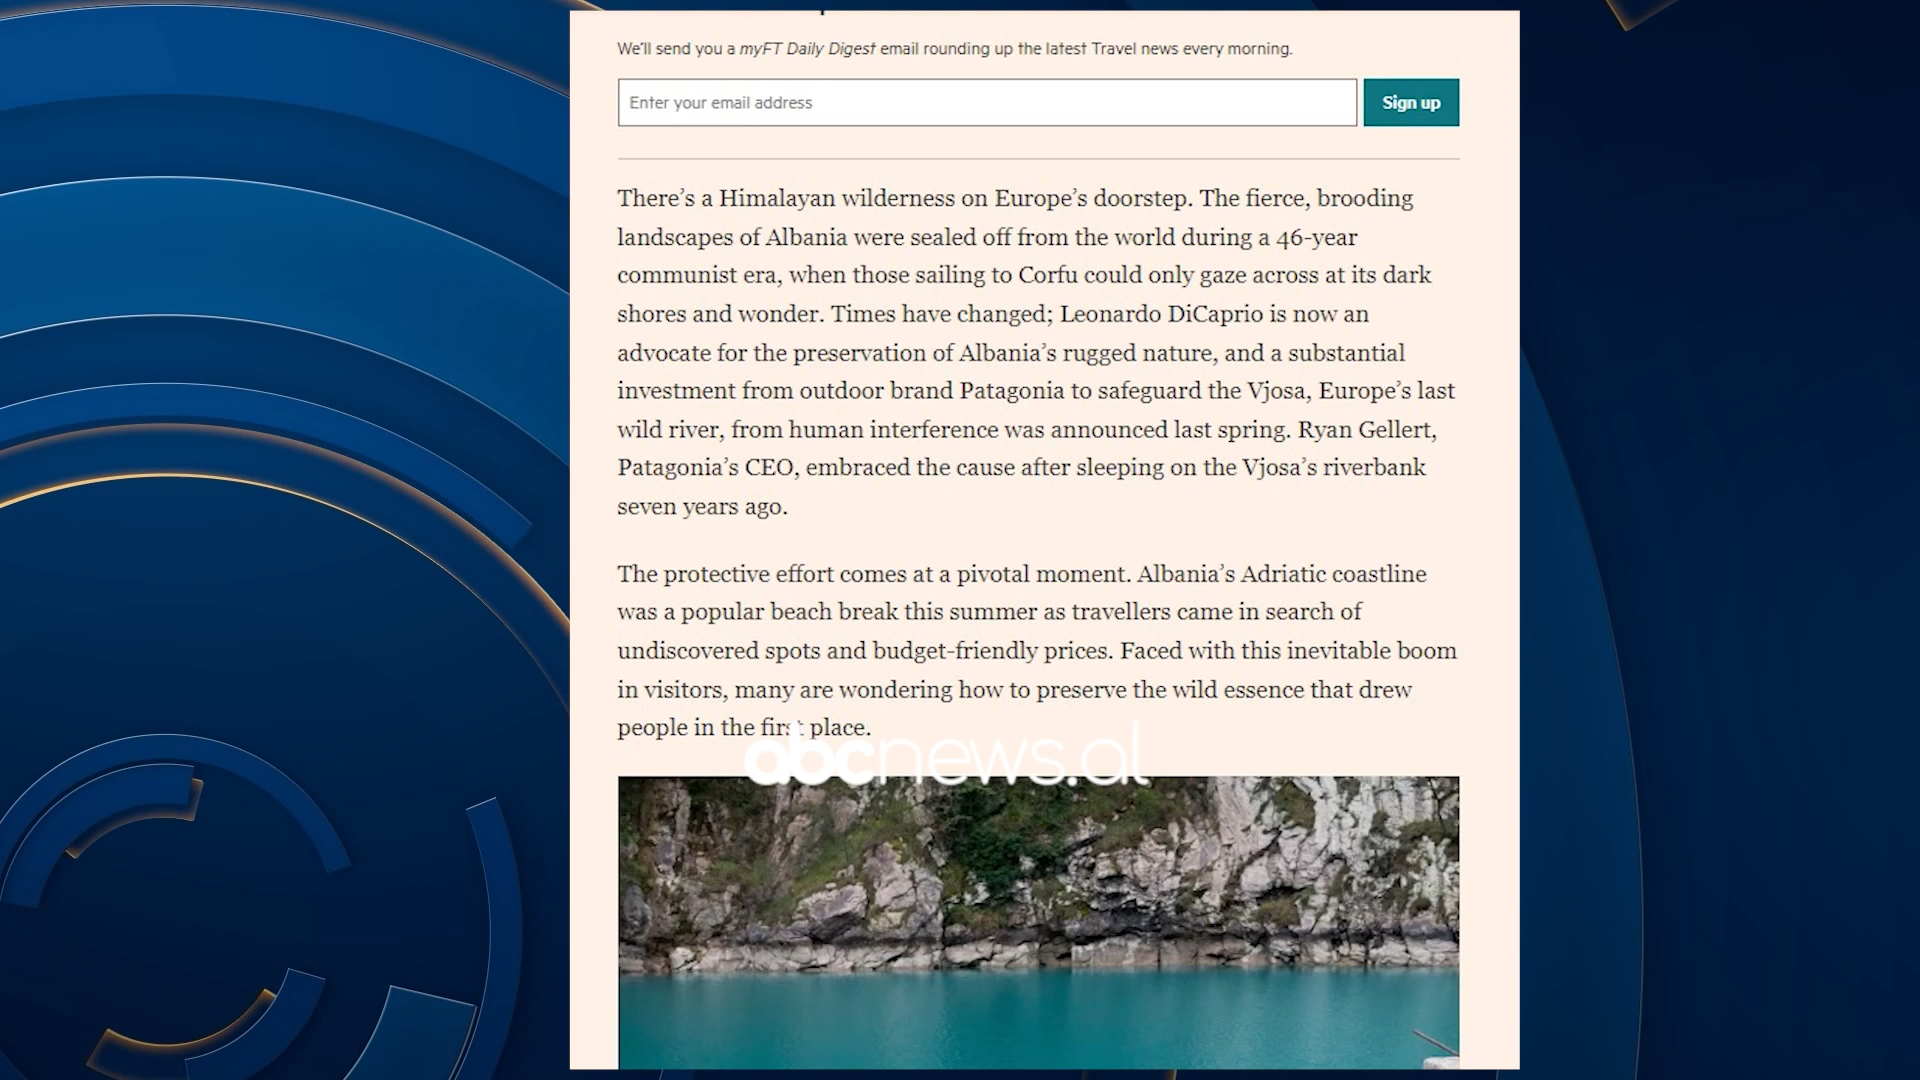 We'll send you a myFT Daily Digest email rounding up the latest Travel news every morning.
Enter your email address
Sign up
There's a Himalayan wilderness on Europe's doorstep. The fierce, brooding
landscapes of Albania were sealed off from the world during a 46-year
communist era, when those sailing to Corfu could only gaze across at its dark
shores and wonder. Times have changed; Leonardo DiCaprio is now an
advocate for the preservation of Albania's rugged nature, and a substantial
investment from outdoor brand Patagonia to safeguard the Vjosa, Europe's last
wild river, from human interference was announced last spring. Ryan Gellert,
Patagonia's CEO, embraced the cause after sleeping on the Vjosa's riverbank
seven years ago.
The protective effort comes at a pivotal moment. Albania's Adriatic coastline
was a popular beach break this summer as travellers came in search of
undiscovered spots and budget-friendly prices. Faced with this inevitable boom
in visitors, many are wondering how to preserve the wild essence that drew
people in the first place.
abcnews.al